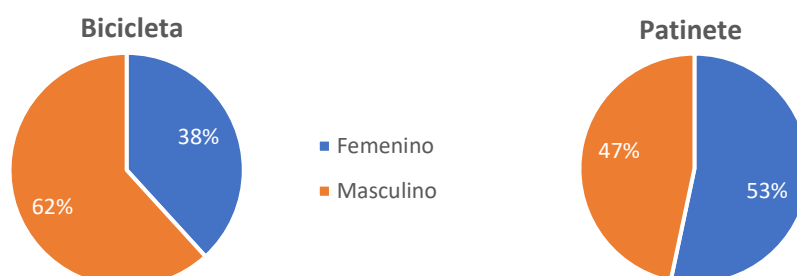 Bicicleta
38%
62%
Femenino
Masculino
Patinete
47%
53%